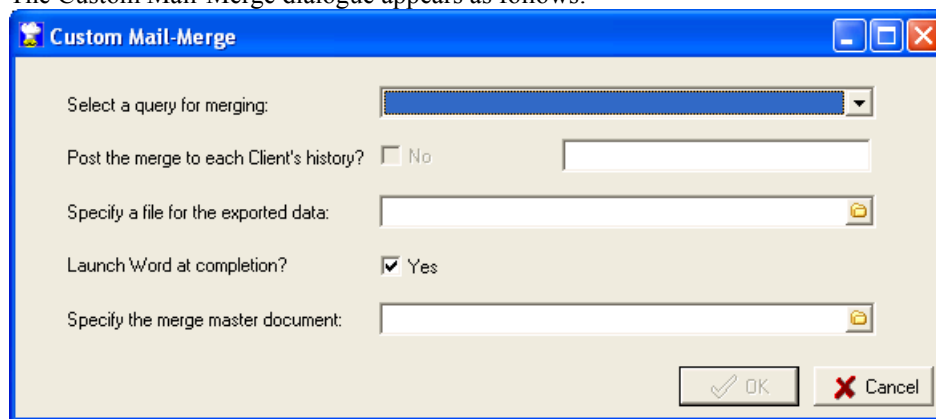 The Custom Mail-Merge dialogue appears as follows:
Custom Mail-Merge
Select a query for merging:
Post the merge to each Client's history? No
Specify a file for the exported data:
Launch Word at completion? Yes
Specify the merge master document:
OK Cancel